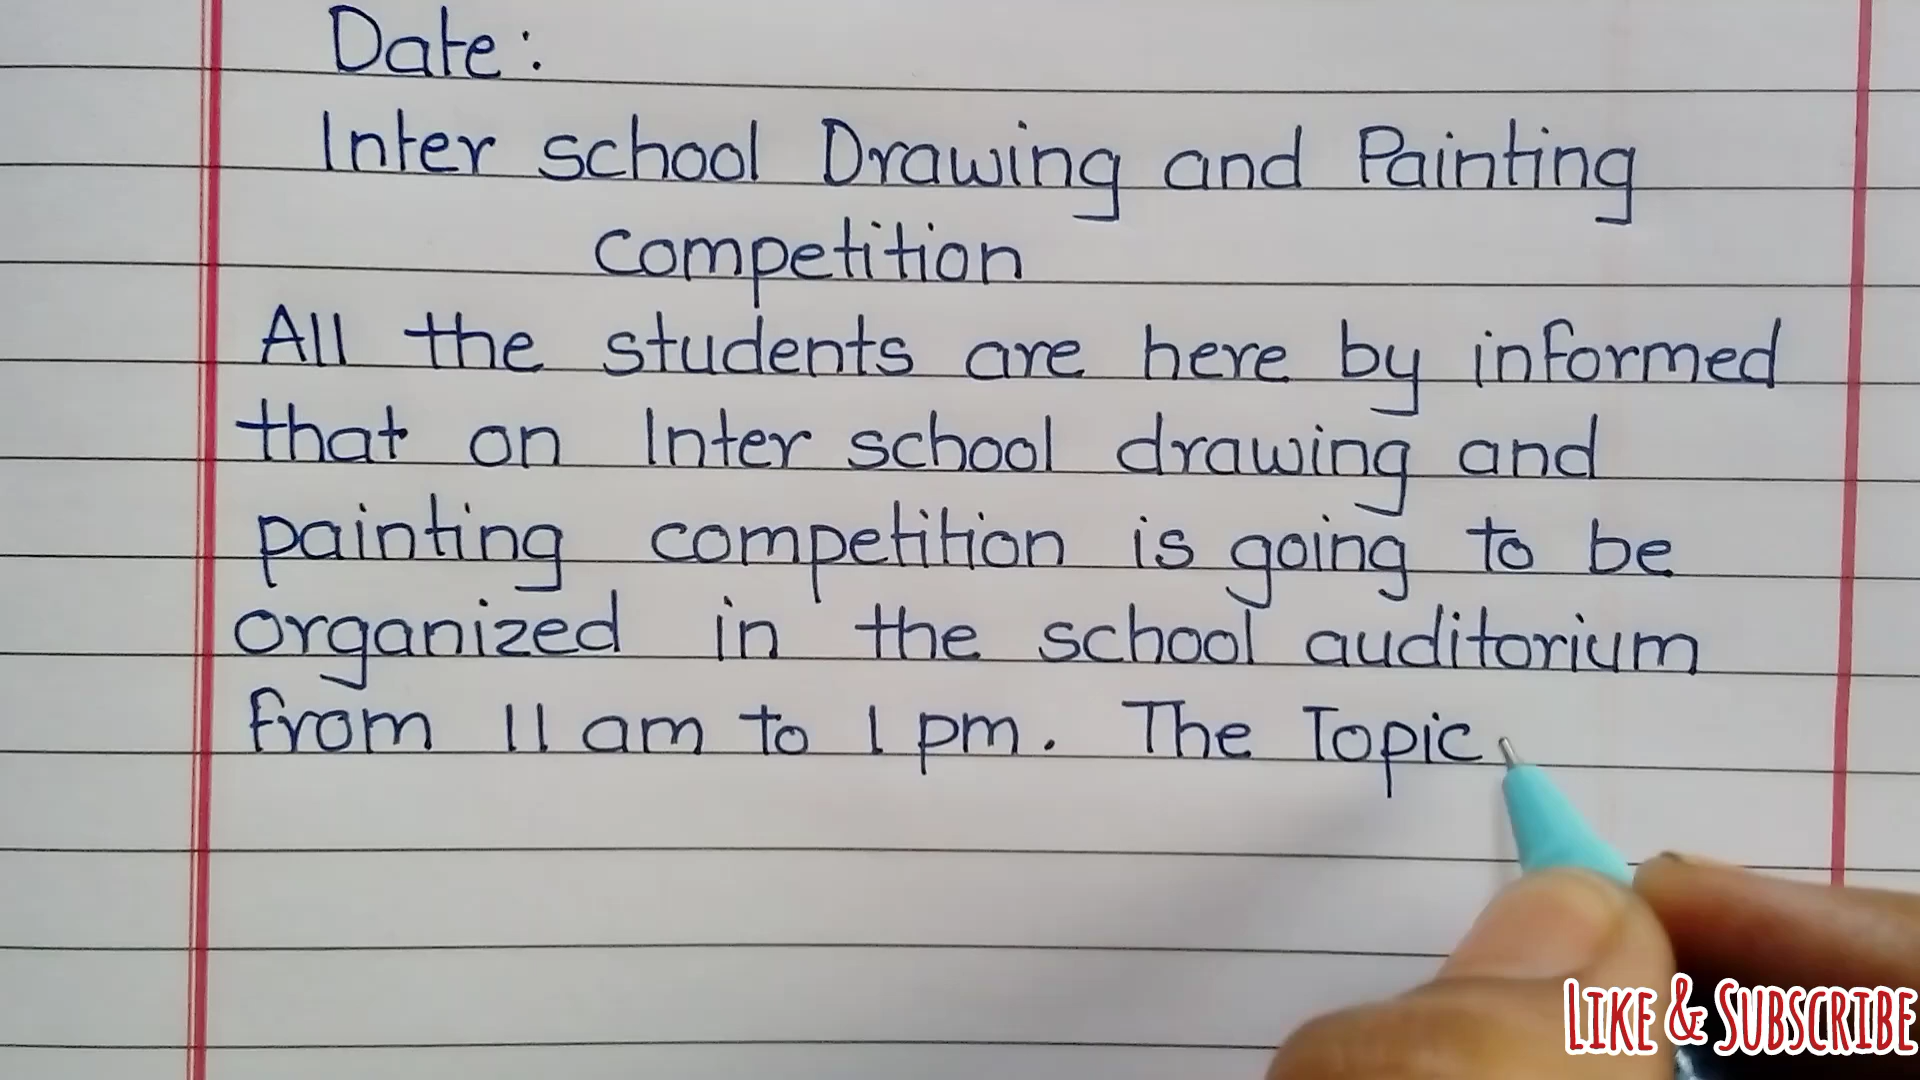 Date:
Inter school Drawing and Painting
competition
All the students are here by informed
that on Inter school drawing and
painting competition is going to be
organized in the school auditorium
from 11 am to 1 pm. The Topic
LIKE & SUBSCRIBE